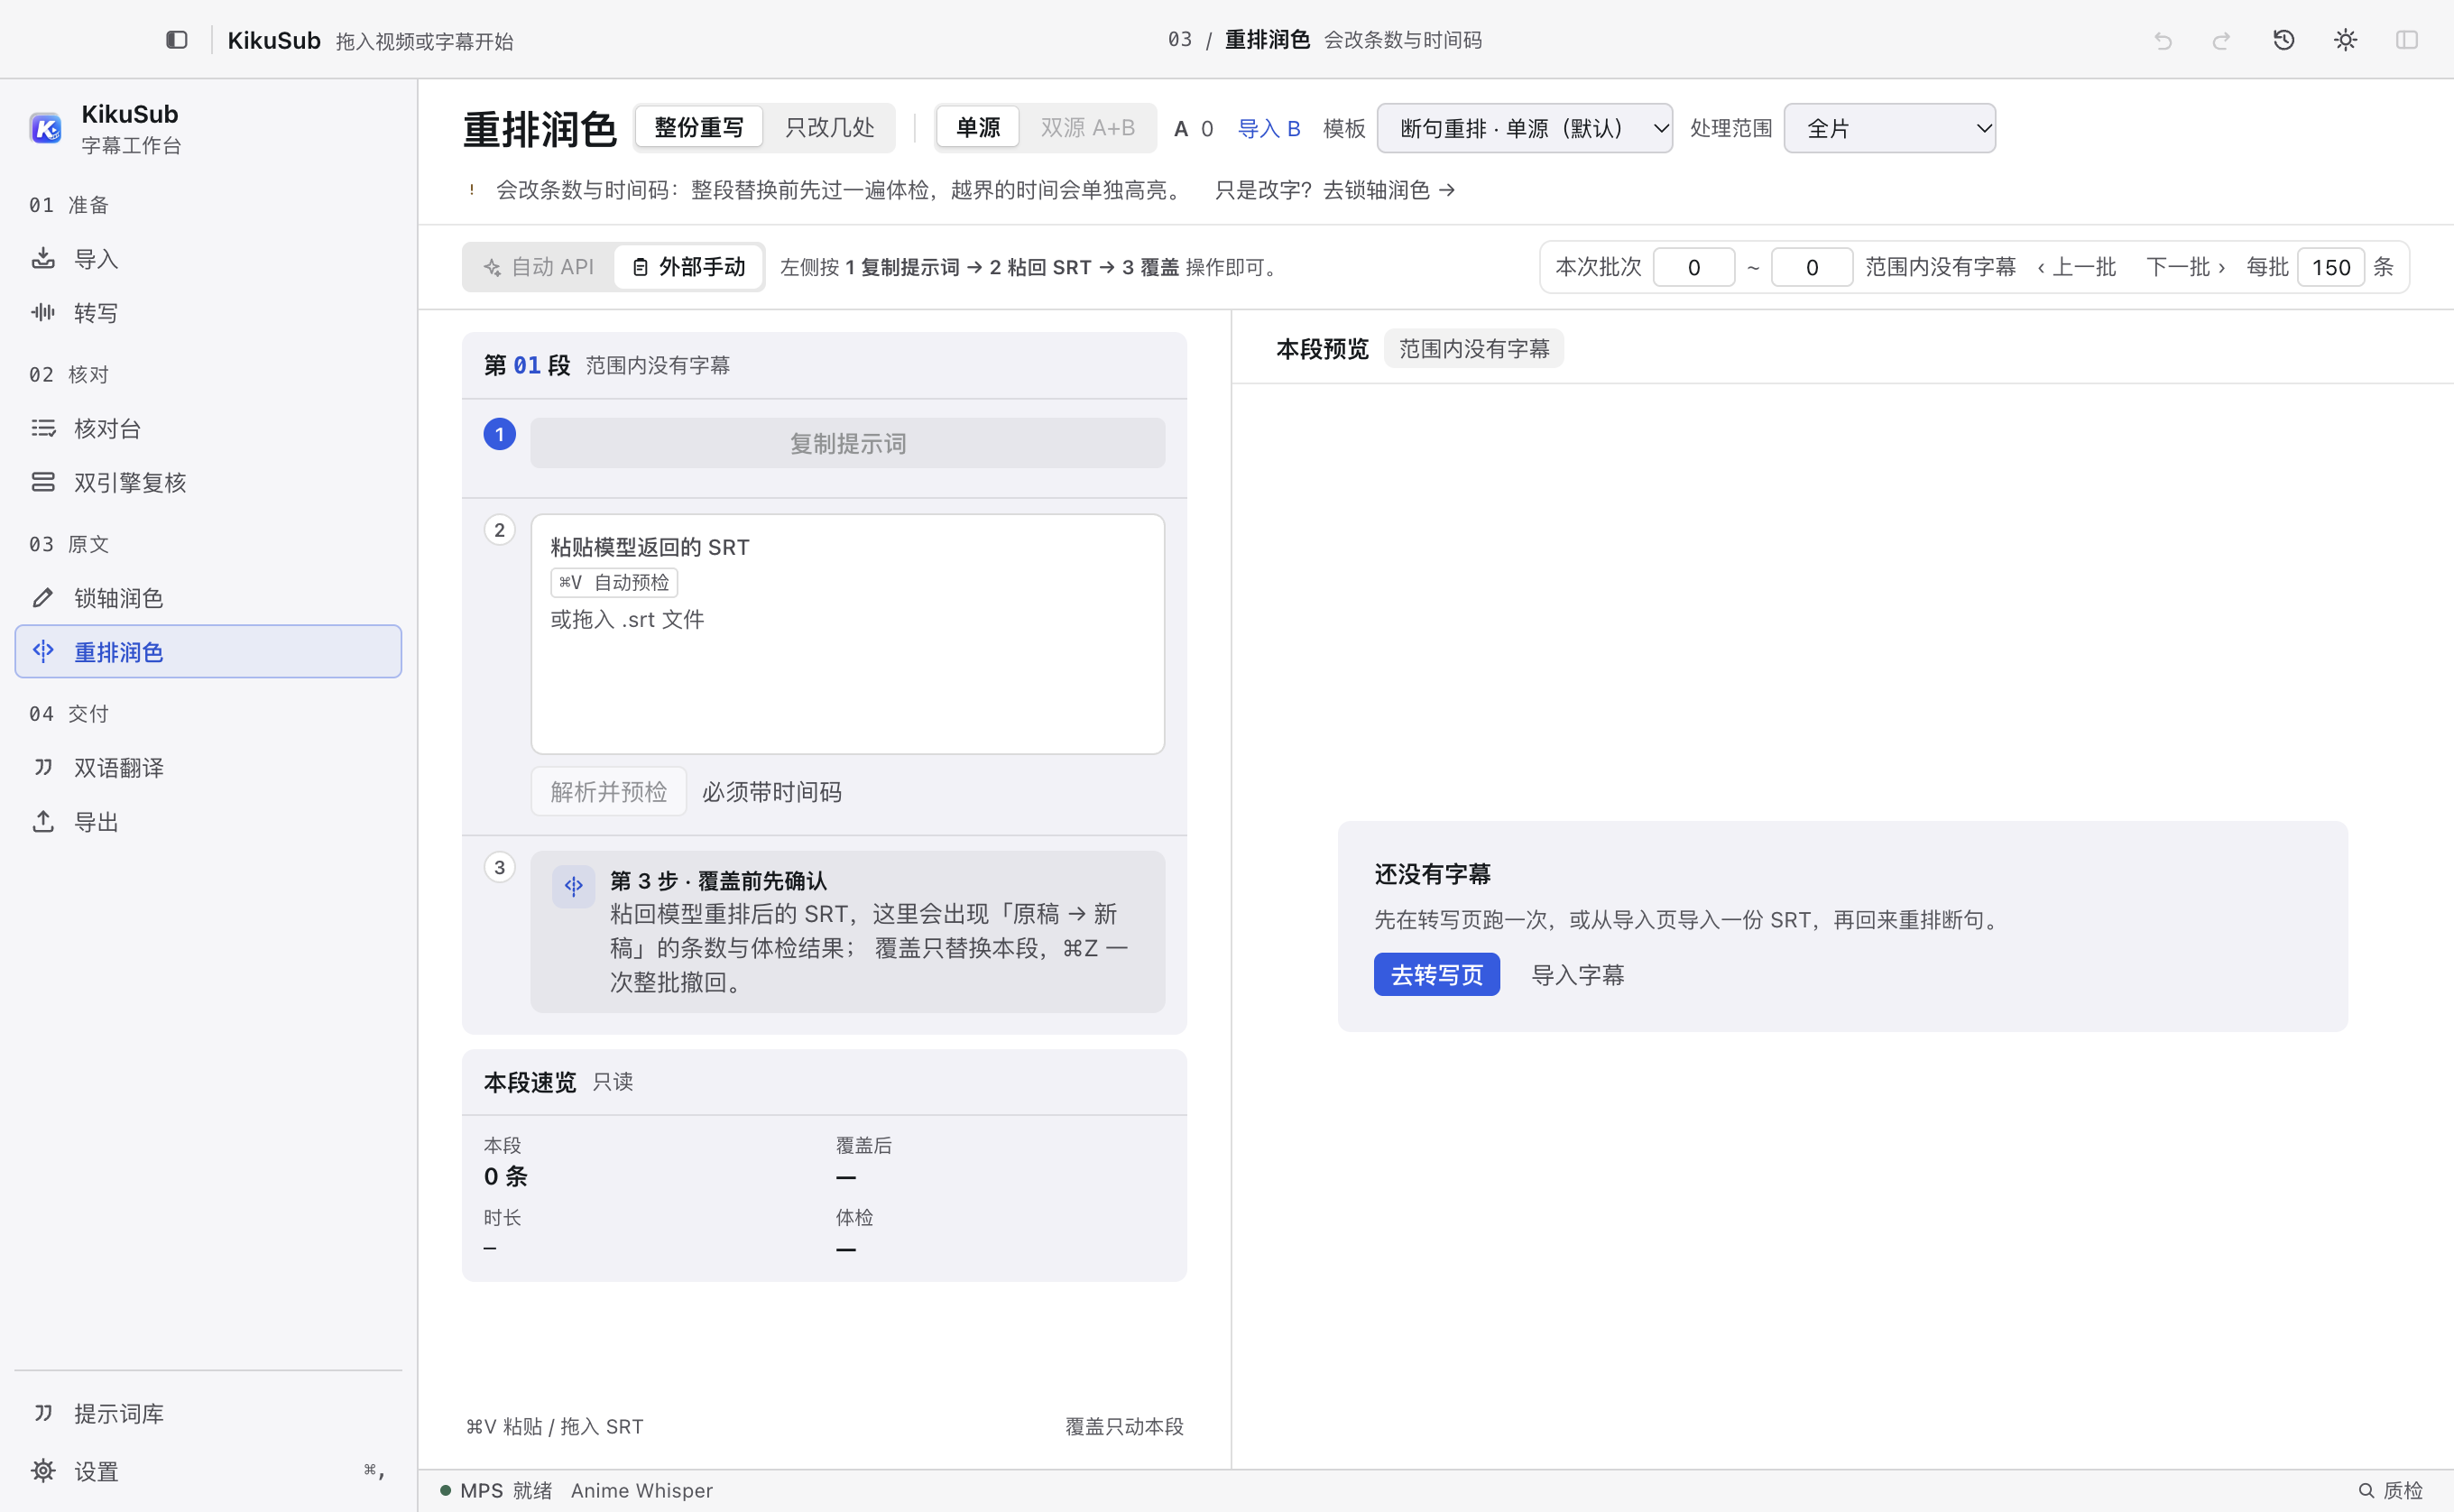 KikuSub 拖入视频或字幕开始
03 / 重排润色 会改条数与时间码
KikuSub
字幕工作台
01 准备
导入
转写
02 核对
核对台
双引擎复核
03 原文
锁轴润色
重排润色
04 交付
双语翻译
导出
提示词库
设置 ⌘,
重排润色 整份重写 只改几处 单源 双源 A+B A 0 导入 B 模板 断句重排 · 单源（默认） 处理范围 全片
! 会改条数与时间码：整段替换前先过一遍体检，越界的时间会单独高亮。 只是改字？去锁轴润色 →
自动 API 外部手动 左侧按 1 复制提示词 → 2 粘回 SRT → 3 覆盖 操作即可。
本次批次 0 ~ 0 范围内没有字幕 ‹ 上一批 下一批 › 每批 150 条
第 01 段 范围内没有字幕
1 复制提示词
2 粘贴模型返回的 SRT
⌘V 自动预检
或拖入 .srt 文件
解析并预检 必须带时间码
3 第 3 步 · 覆盖前先确认
粘回模型重排后的 SRT，这里会出现「原稿 → 新
稿」的条数与体检结果； 覆盖只替换本段，⌘Z 一
次整批撤回。
本段速览 只读
本段 覆盖后
0 条 —
时长 体检
– —
⌘V 粘贴 / 拖入 SRT 覆盖只动本段
本段预览 范围内没有字幕
还没有字幕
先在转写页跑一次，或从导入页导入一份 SRT，再回来重排断句。
去转写页 导入字幕
MPS 就绪 Anime Whisper
质检